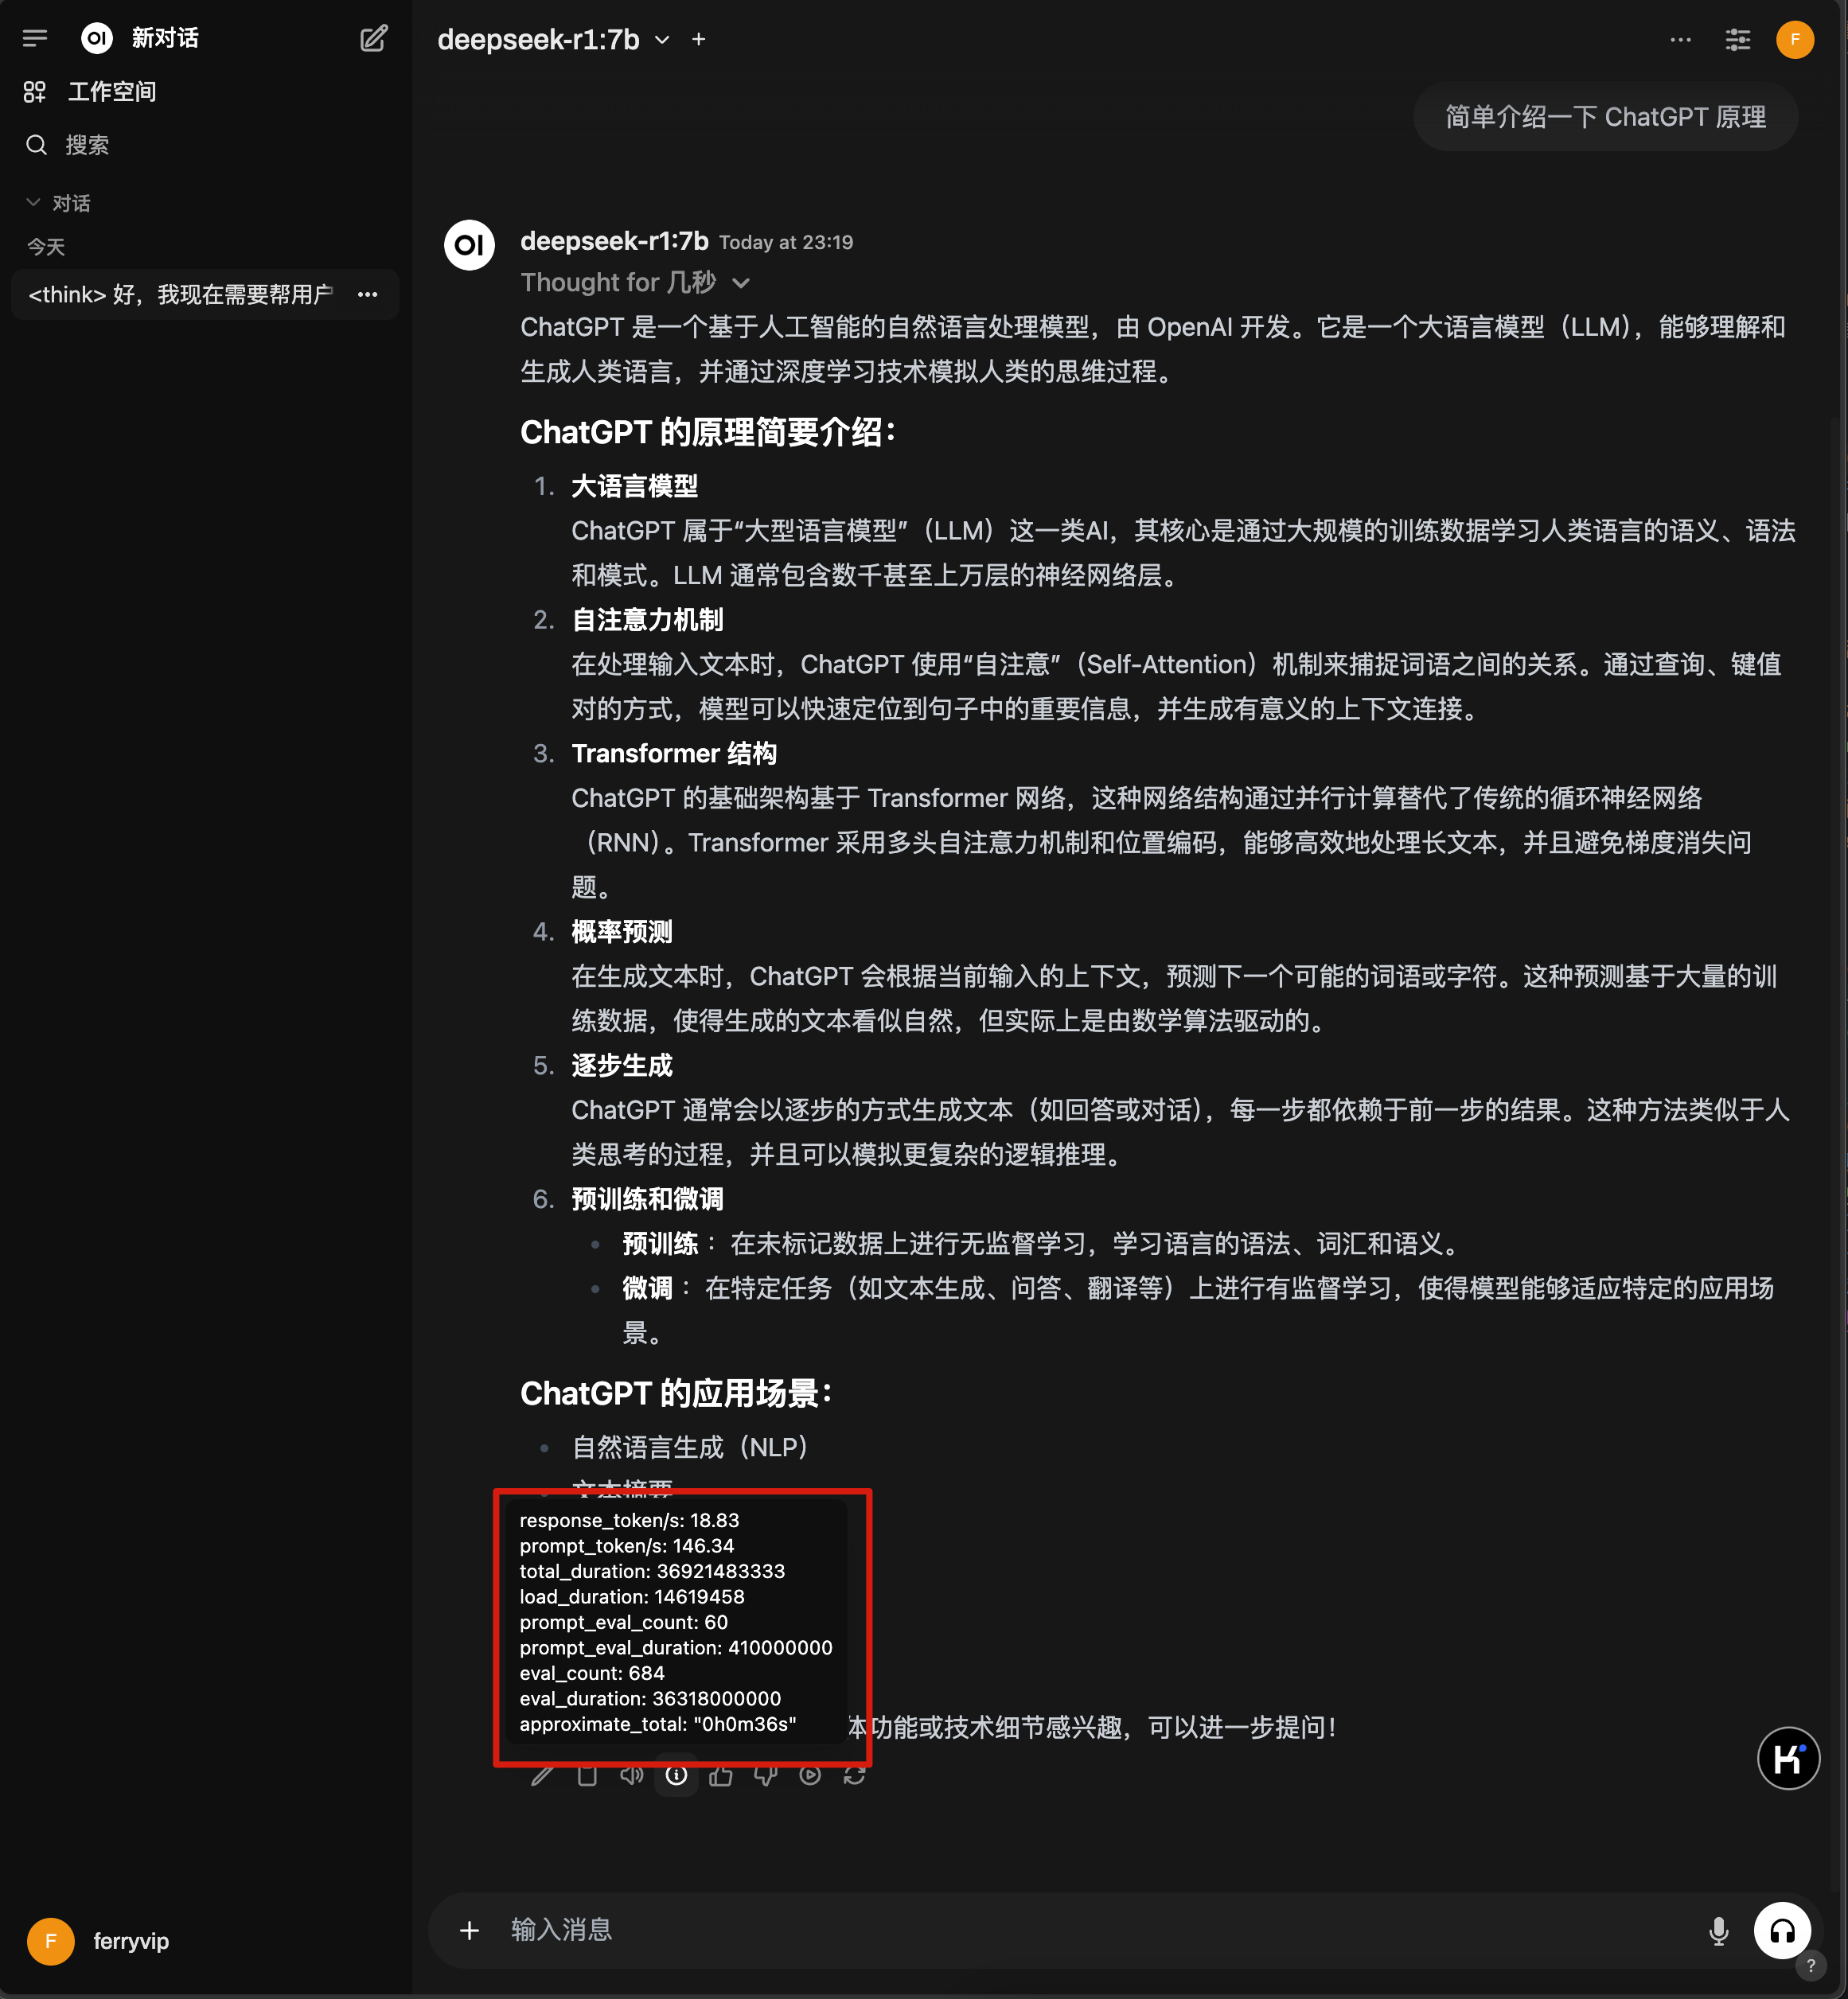 新对话
工作空间
搜索
对话
今天
<think> 好，我现在需要帮用户
deepseek-r1:7b
F
简单介绍一下 ChatGPT 原理
OI
deepseek-r1:7b Today at 23:19
Thought for 几秒
ChatGPT 是一个基于人工智能的自然语言处理模型，由 OpenAI 开发。它是一个大语言模型（LLM），能够理解和
生成人类语言，并通过深度学习技术模拟人类的思维过程。
ChatGPT 的原理简要介绍：
1. 大语言模型
ChatGPT 属于“大型语言模型”（LLM）这一类AI，其核心是通过大规模的训练数据学习人类语言的语义、语法
和模式。LLM 通常包含数千甚至上万层的神经网络层。
2. 自注意力机制
在处理输入文本时，ChatGPT 使用“自注意”（Self-Attention）机制来捕捉词语之间的关系。通过查询、键值
对的方式，模型可以快速定位到句子中的重要信息，并生成有意义的上下文连接。
3. Transformer 结构
ChatGPT 的基础架构基于 Transformer 网络，这种网络结构通过并行计算替代了传统的循环神经网络
（RNN）。Transformer 采用多头自注意力机制和位置编码，能够高效地处理长文本，并且避免梯度消失问
题。
4. 概率预测
在生成文本时，ChatGPT 会根据当前输入的上下文，预测下一个可能的词语或字符。这种预测基于大量的训
练数据，使得生成的文本看似自然，但实际上是由数学算法驱动的。
5. 逐步生成
ChatGPT 通常会以逐步的方式生成文本（如回答或对话），每一步都依赖于前一步的结果。这种方法类似于人
类思考的过程，并且可以模拟更复杂的逻辑推理。
6. 预训练和微调
• 预训练： 在未标记数据上进行无监督学习，学习语言的语法、词汇和语义。
• 微调： 在特定任务（如文本生成、问答、翻译等）上进行有监督学习，使得模型能够适应特定的应用场
景。
ChatGPT 的应用场景：
• 自然语言生成（NLP）
• 文本摘要
response_token/s: 18.83
prompt_token/s: 146.34
total_duration: 36921483333
load_duration: 14619458
prompt_eval_count: 60
prompt_eval_duration: 410000000
eval_count: 684
eval_duration: 36318000000
approximate_total: "0h0m36s"
体功能或技术细节感兴趣，可以进一步提问！
K
输入消息
?
F
ferryvip